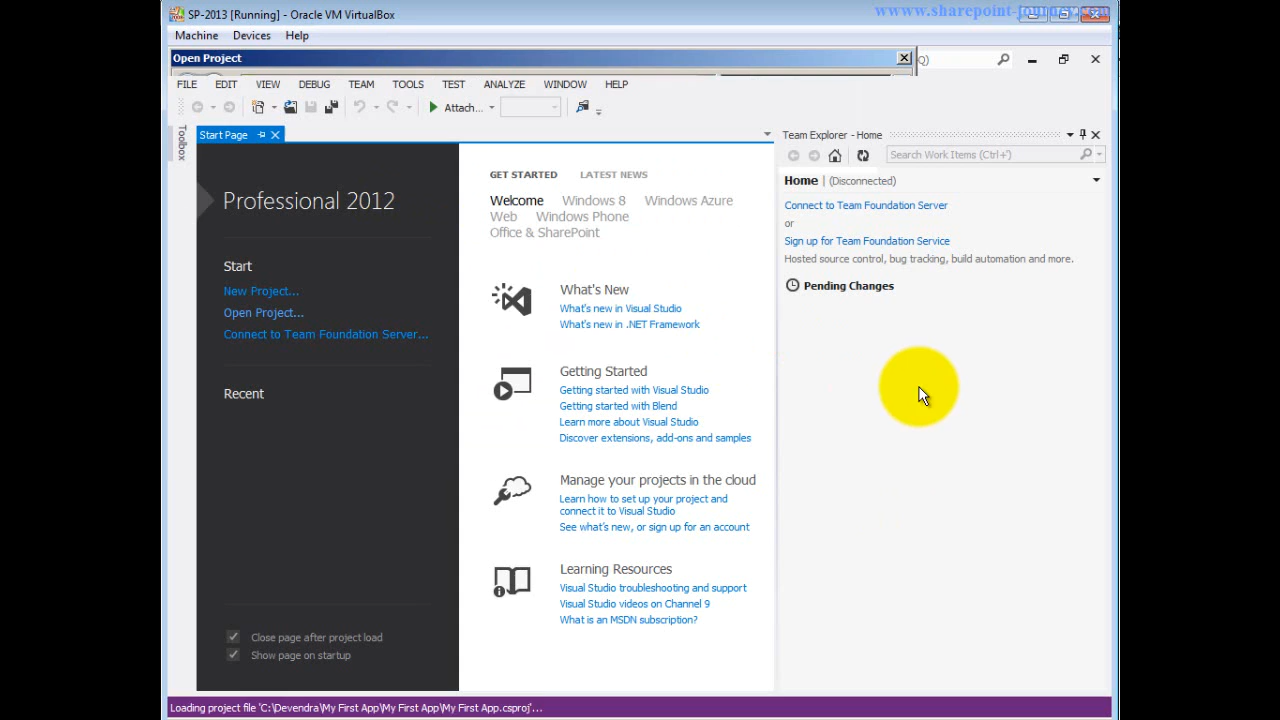 SP-2013 [Running] - Oracle VM VirtualBox
Machine Devices Help
Open Project
FILE EDIT VIEW DEBUG TEAM TOOLS TEST ANALYZE WINDOW HELP
Attach...
Toolbox
Start Page
Professional 2012
Start
New Project...
Open Project...
Connect to Team Foundation Server...
Recent
Close page after project load
Show page on startup
GET STARTED LATEST NEWS
Welcome Windows 8 Windows Azure
Web Windows Phone
Office & SharePoint
What's New
What's new in Visual Studio
What's new in .NET Framework
Getting Started
Getting started with Visual Studio
Getting started with Blend
Learn more about Visual Studio
Discover extensions, add-ons and samples
Manage your projects in the cloud
Learn how to set up your project and
connect it to Visual Studio
See what's new, or sign up for an account
Learning Resources
Visual Studio troubleshooting and support
Visual Studio videos on Channel 9
What is an MSDN subscription?
Team Explorer - Home
Search Work Items (Ctrl+')
Home | (Disconnected)
Connect to Team Foundation Server
or
Sign up for Team Foundation Service
Hosted source control, bug tracking, build automation and more.
Pending Changes
Loading project file 'C:\Devendra\My First App\My First App\My First App.csproj'...